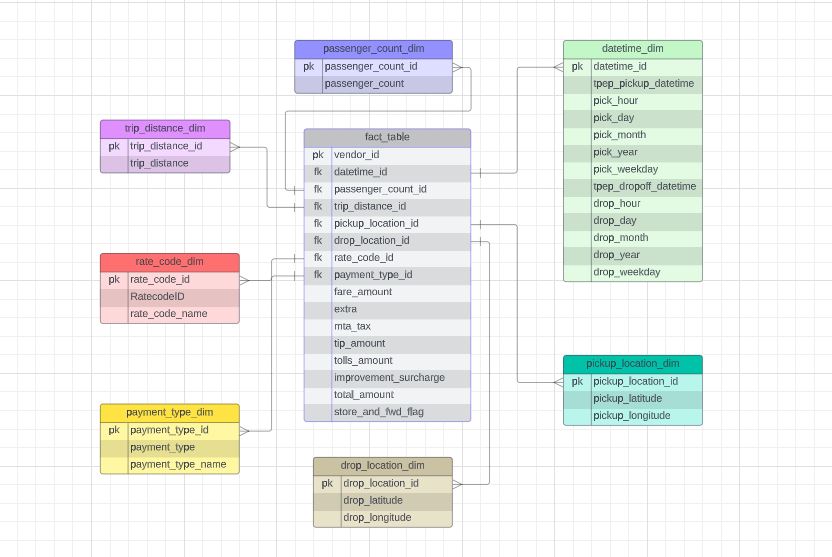 passenger_count_dim
pk passenger_count_id
passenger_count
datetime_dim
pk datetime_id
tpep_pickup_datetime
pick_hour
pick_day
pick_month
pick_year
pick_weekday
tpep_dropoff_datetime
drop_hour
drop_day
drop_month
drop_year
drop_weekday
trip_distance_dim
pk trip_distance_id
trip_distance
fact_table
pk vendor_id
fk datetime_id
fk passenger_count_id
fk trip_distance_id
fk pickup_location_id
fk drop_location_id
fk rate_code_id
fk payment_type_id
fare_amount
extra
mta_tax
tip_amount
tolls_amount
improvement_surcharge
total_amount
store_and_fwd_flag
rate_code_dim
pk rate_code_id
RatecodeID
rate_code_name
pickup_location_dim
pk pickup_location_id
pickup_latitude
pickup_longitude
payment_type_dim
pk payment_type_id
payment_type
payment_type_name
drop_location_dim
pk drop_location_id
drop_latitude
drop_longitude